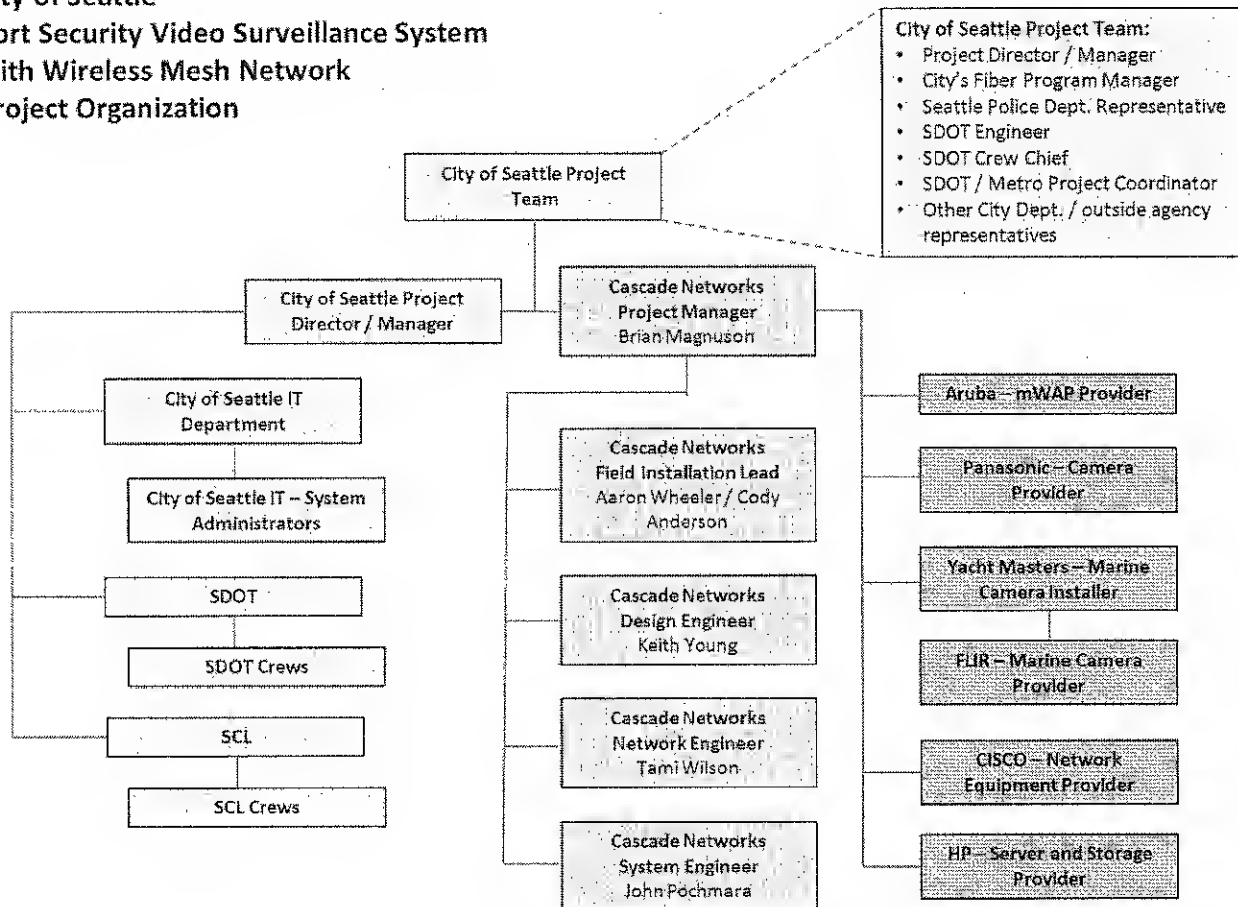 City of Seattle
ort Security Video Surveillance System
ith Wireless Mesh Network
roject Organization
City of Seattle Project Team:
• Project Director / Manager
• City's Fiber Program Manager
• Seattle Police Dept. Representative
• SDOT Engineer
• SDOT Crew Chief
• SDOT / Metro Project Coordinator
• Other City Dept. / outside agency
representatives
City of Seattle Project
Team
City of Seattle Project
Director / Manager
Cascade Networks
Project Manager
Brian Magnuson
City of Seattle IT
Department
City of Seattle IT – System
Administrators
SDOT
SDOT Crews
SCL
SCL Crews
Cascade Networks
Field Installation Lead
Aaron Wheeler / Cody
Anderson
Cascade Networks
Design Engineer
Keith Young
Cascade Networks
Network Engineer
Tami Wilson
Cascade Networks
System Engineer
John Pochmara
Aruba – mWAP Provider
Panasonic – Camera
Provider
Yacht Masters – Marine
Camera Installer
FLIR – Marine Camera
Provider
CISCO – Network
Equipment Provider
HP – Server and Storage
Provider